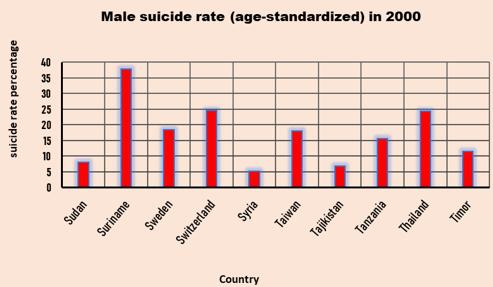 Male suicide rate (age-standardized) in 2000
suicide rate percentage
40
35
30
25
20
15
10
5
0
Sudan
Suriname
Sweden
Switzerland
Syria
Taiwan
Tajikistan
Tanzania
Thailand
Timor
Country